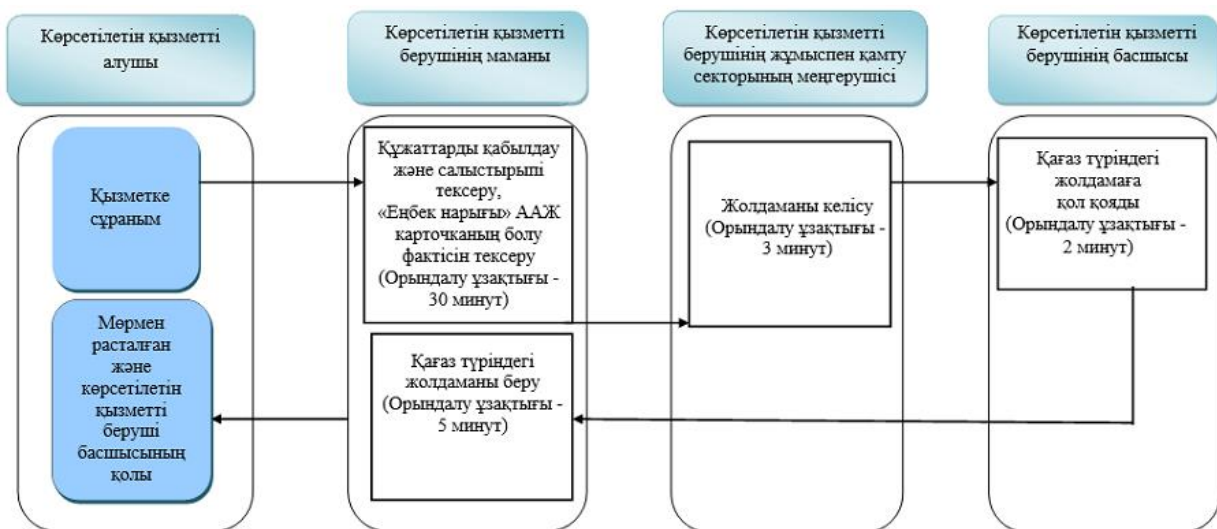 Көрсетілетін қызметті
алушы
Көрсетілетін қызметті
берушінің маманы
Көрсетілетін қызметті
берушінің жұмыспен қамту
секторының меңгерушісі
Көрсетілетін қызметті
берушінің басшысы
Қызметке
сұраным
Құжаттарды қабылдау
және салыстырыпі
тексеру,
«Еңбек нарығы» ААЖ
карточканың болу
фактісін тексеру
(Орындалу ұзақтығы -
30 минут)
Жолдаманы келісу
(Орындалу ұзақтығы -
3 минут)
Қағаз түріндегі
жолдамаға
қол қояды
(Орындалу ұзақтығы -
2 минут)
Мөрмен
расталған
және
көрсетілетін
қызметті
беруші
басшысының
қолы
Қағаз түріндегі
жолдаманы беру
(Орындалу ұзақтығы -
5 минут)